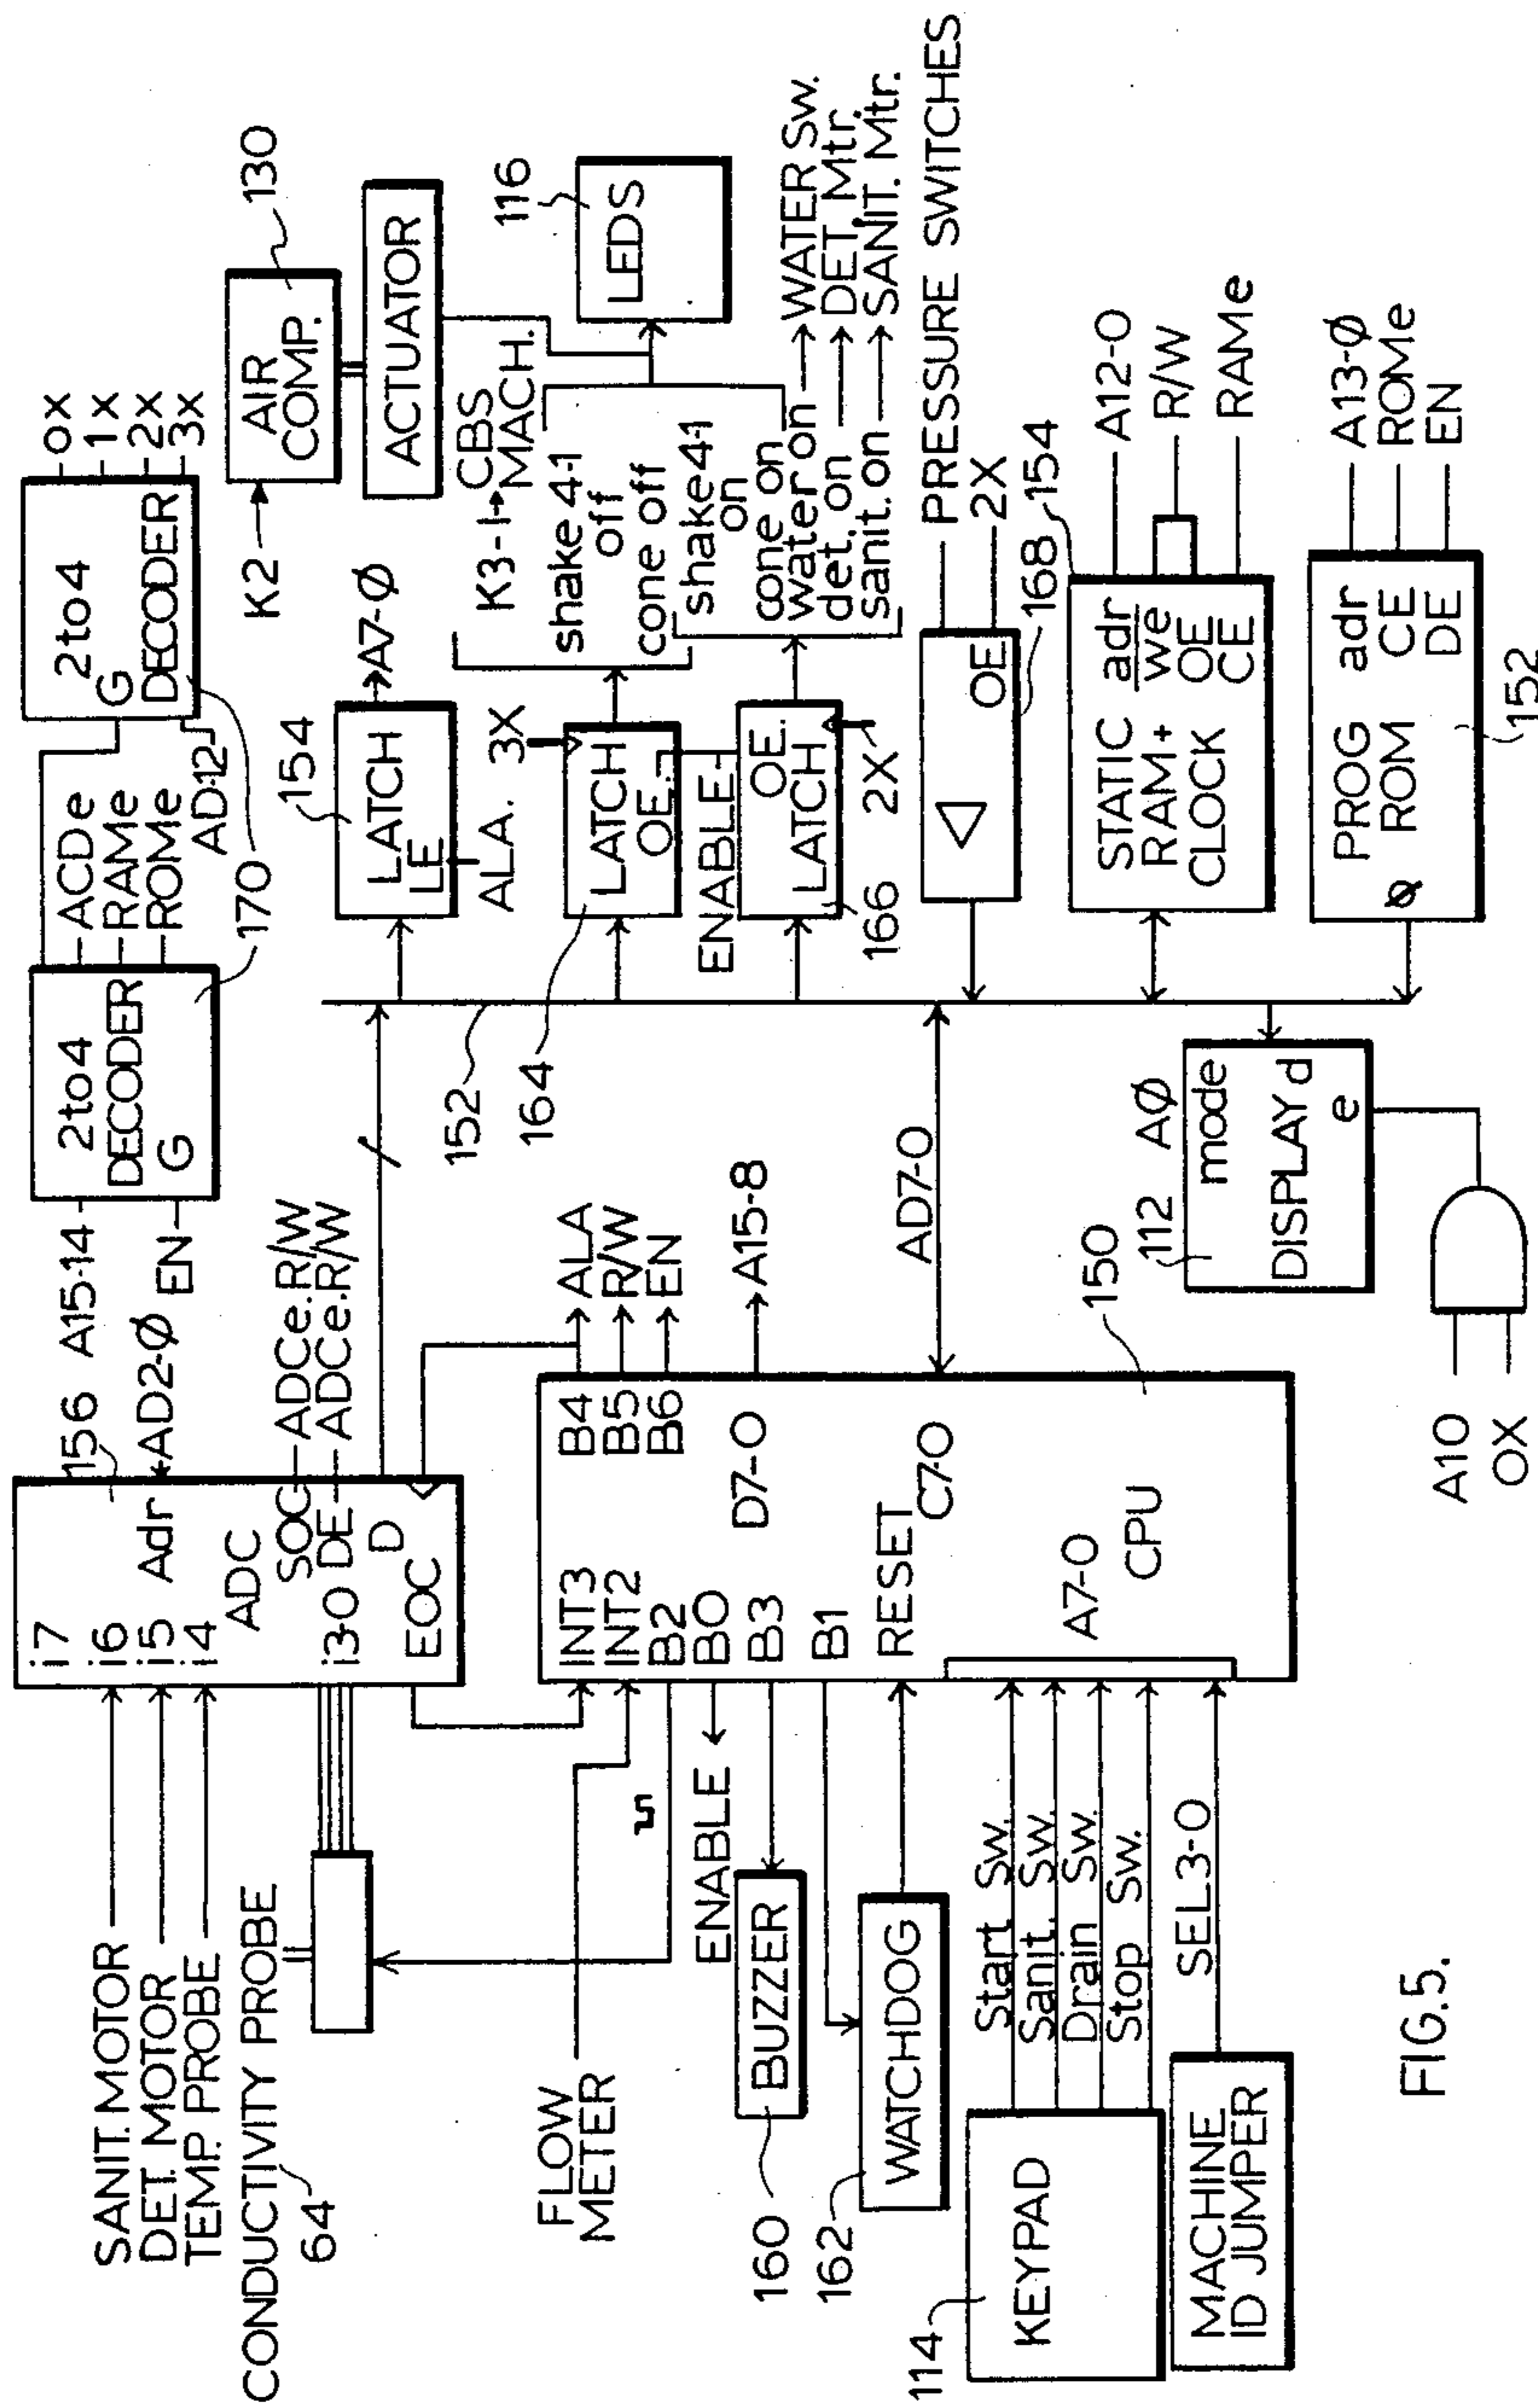 SANIT. MOTOR
DET. MOTOR
TEMP. PROBE
CONDUCTIVITY PROBE
64
i7
i6
i5
i4
Adr
ADC
SOC
i3-0
DE
D
EOC
156
AD2-Ø
ADCe.R/W
ADCe.R/W
A15-14
EN
2to4
DECODER
G
ACDe
RAMe
ROMe
170
AD-12
2to4
G
DECODER
0x
1x
2x
3x
K2
AIR
COMP.
130
ACTUATOR
LEDS
116
FLOW
METER
ENABLE
BUZZER
160
WATCHDOG
162
KEYPAD
114
MACHINE
ID JUMPER
Start Sw.
Sanit. Sw.
Drain Sw.
Stop Sw.
SEL3-0
INT3
INT2
B2
B0
B3
B1
RESET
A7-0
CPU
B4
B5
B6
D7-0
C7-0
ALA
R/W
EN
A15-8
AD7-0
150
152
154
LATCH
LE
ALA.
A7-Ø
164
3X
LATCH
OE.
ENABLE
OE.
LATCH
166
2X
K3-1
CBS
MACH.
shake 4-1
off
cone off
shake4-1
on
cone on
water on
det. on
sanit. on
WATER Sw.
DET. Mtr.
SANIT. Mtr.
PRESSURE SWITCHES
2X
OE
168
154
STATIC
RAM+
CLOCK
adr
we
OE
CE
A12-0
R/W
RAMe
PROG
ROM
Ø
adr
CE
DE
A13-Ø
ROMe
EN
152
112
AØ
mode
DISPLAY d
e
A10
OX
FIG.5.